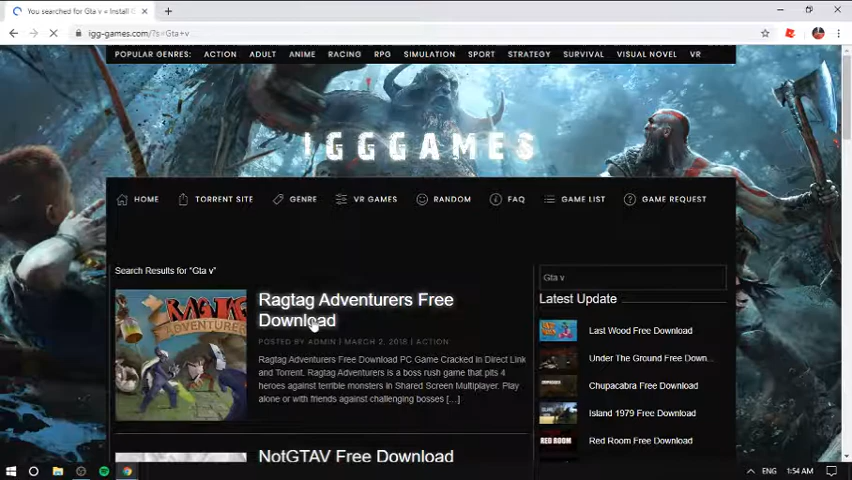 You searched for Gta v = Install G
igg-games.com/?s=Gta+v
POPULAR GENRES: ACTION ADULT ANIME RACING RPG SIMULATION SPORT STRATEGY SURVIVAL VISUAL NOVEL VR
IGGGAMES
HOME TORRENT SITE GENRE VR GAMES RANDOM FAQ GAME LIST GAME REQUEST
Search Results for "Gta v"
Gta v
Ragtag Adventurers Free
Download
POSTED BY ADMIN | MARCH 2, 2018 | ACTION
Ragtag Adventurers Free Download PC Game Cracked in Direct Link
and Torrent. Ragtag Adventurers is a boss rush game that pits 4
heroes against terrible monsters in Shared Screen Multiplayer. Play
alone or with friends against challenging bosses [...]
NotGTAV Free Download
Latest Update
Last Wood Free Download
Under The Ground Free Down...
Chupacabra Free Download
Island 1979 Free Download
RED ROOM
Red Room Free Download
ENG 1:54 AM